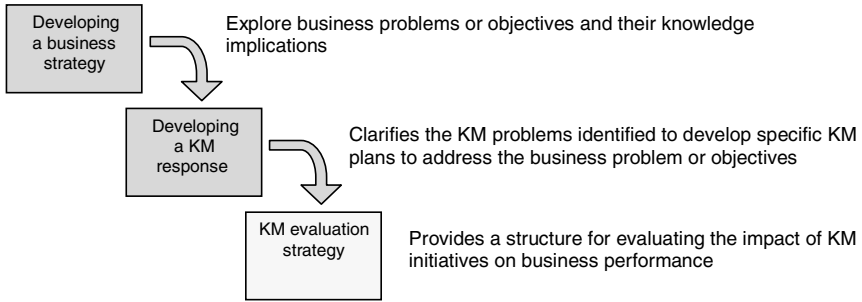 Developing
a business
strategy
Explore business problems or objectives and their knowledge
implications
Developing
a KM
response
Clarifies the KM problems identified to develop specific KM
plans to address the business problem or objectives
KM evaluation
strategy
Provides a structure for evaluating the impact of KM
initiatives on business performance